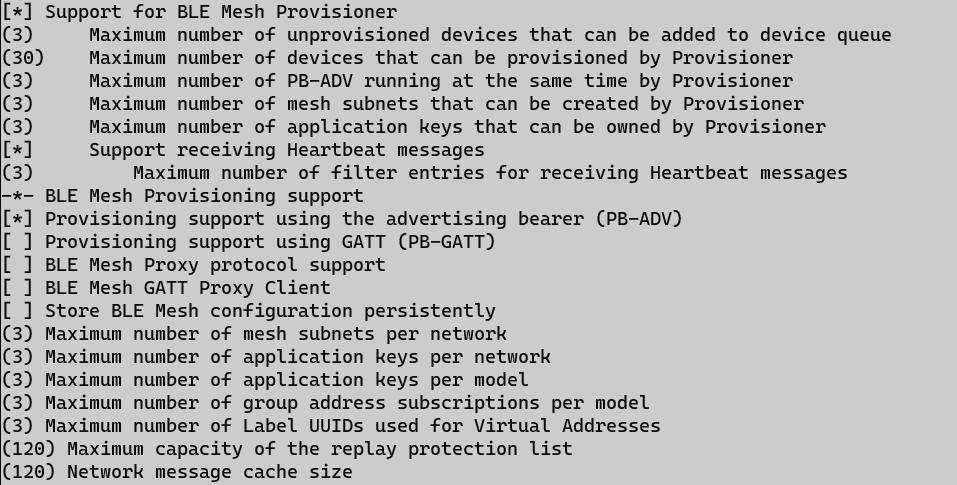 [*] Support for BLE Mesh Provisioner
(3)     Maximum number of unprovisioned devices that can be added to device queue
(30)    Maximum number of devices that can be provisioned by Provisioner
(3)     Maximum number of PB-ADV running at the same time by Provisioner
(3)     Maximum number of mesh subnets that can be created by Provisioner
(3)     Maximum number of application keys that can be owned by Provisioner
[*]     Support receiving Heartbeat messages
(3)         Maximum number of filter entries for receiving Heartbeat messages
-*- BLE Mesh Provisioning support
[*] Provisioning support using the advertising bearer (PB-ADV)
[ ] Provisioning support using GATT (PB-GATT)
[ ] BLE Mesh Proxy protocol support
[ ] BLE Mesh GATT Proxy Client
[ ] Store BLE Mesh configuration persistently
(3) Maximum number of mesh subnets per network
(3) Maximum number of application keys per network
(3) Maximum number of application keys per model
(3) Maximum number of group address subscriptions per model
(3) Maximum number of Label UUIDs used for Virtual Addresses
(120) Maximum capacity of the replay protection list
(120) Network message cache size